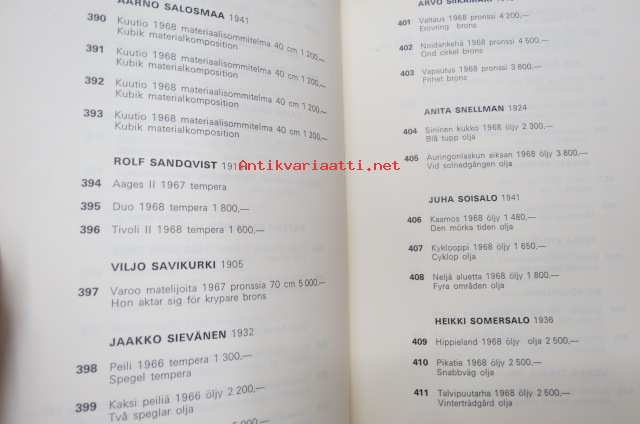 AARNO SALOSMAA 1941
390 Kuutio 1968 materiaalisommitelma 40 cm 1 200,—
Kubik materialkomposition
391 Kuutio 1968 materiaalisommitelma 40 cm 1 200,—
Kubik materialkomposition
392 Kuutio 1968 materiaalisommitelma 40 cm 1 200,—
Kubik materialkomposition
393 Kuutio 1968 materiaalisommitelma 40 cm 1 200,—
Kubik materialkomposition
ROLF SANDQVIST
394 Aages II 1967 tempera
395 Duo 1968 tempera 1 800,—
396 Tivoli II 1968 tempera 1 600,—
VILJO SAVIKURKI 1905
397 Varoo matelijoita 1967 pronssia 70 cm 5 000,—
Hon aktar sig för krypare brons
JAAKKO SIEVÄNEN 1932
398 Peili 1966 tempera 1 300,—
Spegel tempera
399 Kaksi peiliä 1966 öljy 2 200,—
Två speglar olja
Antikvariaatti.net
401 Valtaus 1968 pronssi 4 200,—
Erövring brons
402 Noidankehä 1968 pronssi
Ond cirkel brons
403 Vapautus 1968 pronssi 3 800,—
Frihet brons
ANITA SNELLMAN 1924
404 Sininen kukko 1968 öljy 2 300,—
Blå tupp olja
405 Auringonlaskun aikaan 1968 öljy 3 800,—
Vid solnedgången olja
JUHA SOISALO 1941
406 Kaamos 1968 öljy 1 480,—
Den mörka tiden olja
407 Kyklooppi 1968 öljy 1 650,—
Cyklop olja
408 Neljä aluetta 1968 öljy 1 800,—
Fyra områden olja
HEIKKI SOMERSALO 1936
409 Hippieland 1968 öljy olja 2 500,—
410 Pikatie 1968 öljy 2 500,—
Snabbväg olja
411 Talvipuutarha 1968 öljy 2 500,—
Vinterträdgård olja